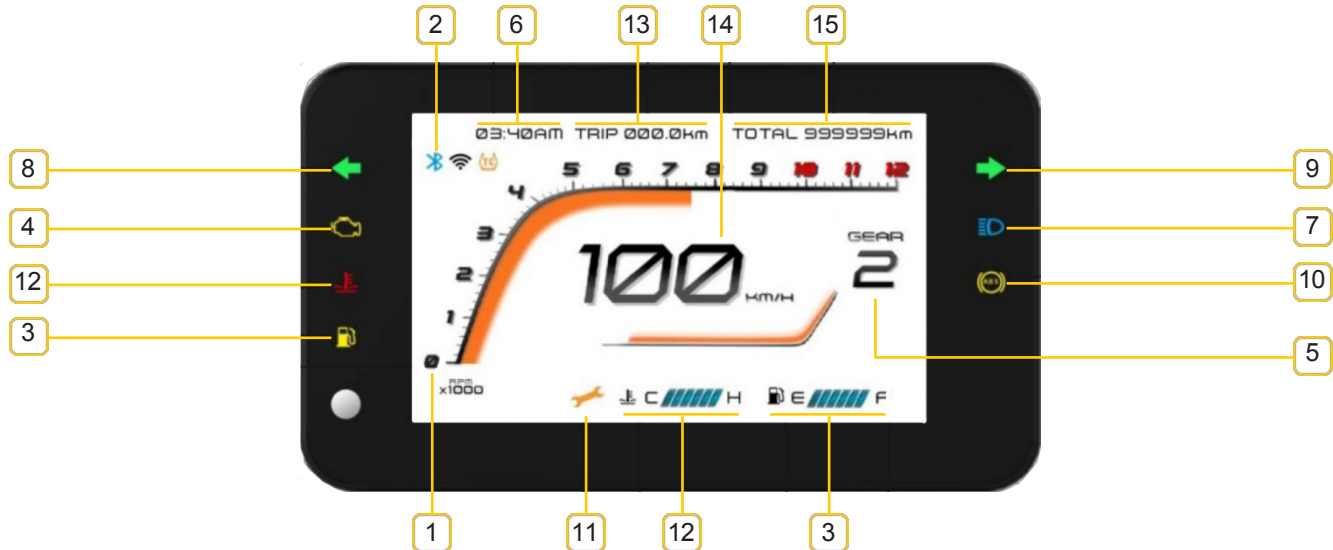 2 6 13 14 15
03:40AM TRIP 000.0Km TOTAL 999999Km
TC
8 9
5 6 7 8 9 10 11 12
4
4 7
3
GEAR
100 KM/H 2
2
12 ABS 10
1
3 5
0
RPM
x1000
C H E F
1 11 12 3